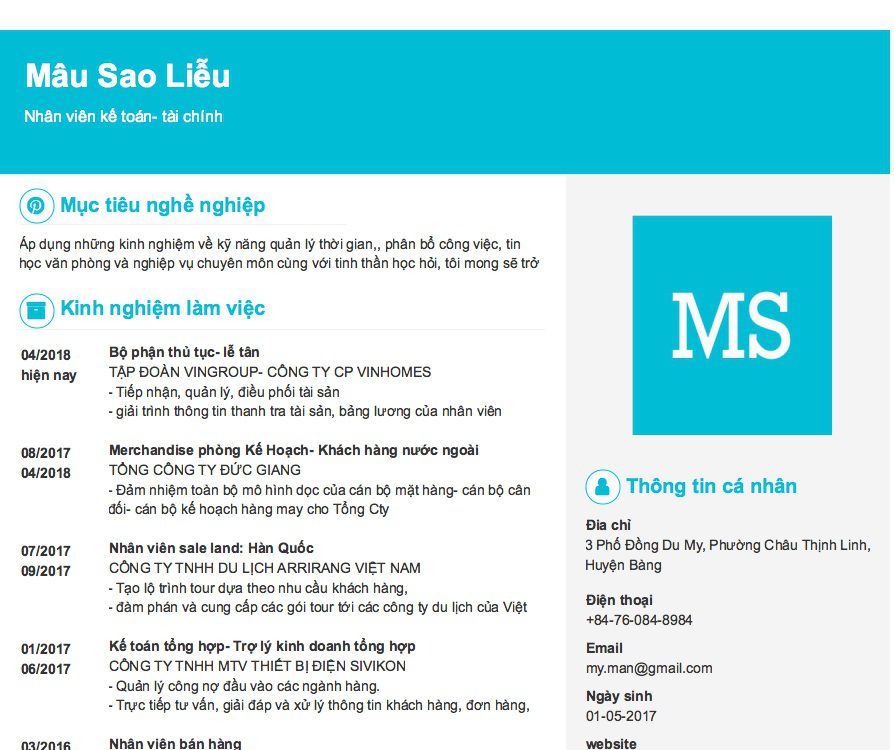 Mâu Sao Liễu
Nhân viên kế toán- tài chính
Mục tiêu nghề nghiệp
Áp dụng những kinh nghiệm về kỹ năng quản lý thời gian,, phân bổ công việc, tin
học văn phòng và nghiệp vụ chuyên môn cùng với tinh thần học hỏi, tôi mong sẽ trở
Kinh nghiệm làm việc
04/2018
hiện nay
Bộ phận thủ tục- lễ tân
TẬP ĐOÀN VINGROUP- CÔNG TY CP VINHOMES
- Tiếp nhận, quản lý, điều phối tài sản
- giải trình thông tin thanh tra tài sản, bảng lương của nhân viên
08/2017
04/2018
Merchandise phòng Kế Hoạch- Khách hàng nước ngoài
TỔNG CÔNG TY ĐỨC GIANG
- Đảm nhiệm toàn bộ mô hình dọc của cán bộ mặt hàng- cán bộ cân
đối- cán bộ kế hoạch hàng may cho Tổng Cty
07/2017
09/2017
Nhân viên sale land: Hàn Quốc
CÔNG TY TNHH DU LỊCH ARRIRANG VIỆT NAM
- Tạo lộ trình tour dựa theo nhu cầu khách hàng,
- đàm phán và cung cấp các gói tour tới các công ty du lịch của Việt
01/2017
06/2017
Kế toán tổng hợp- Trợ lý kinh doanh tổng hợp
CÔNG TY TNHH MTV THIẾT BỊ ĐIỆN SIVIKON
- Quản lý công nợ đầu vào các ngành hàng.
- Trực tiếp tư vấn, giải đáp và xử lý thông tin khách hàng, đơn hàng,
03/2016
Nhân viên bán hàng
MS
Thông tin cá nhân
Địa chỉ
3 Phố Đồng Du My, Phường Châu Thịnh Linh,
Huyện Bàng
Điện thoại
+84-76-084-8984
Email
my.man@gmail.com
Ngày sinh
01-05-2017
website